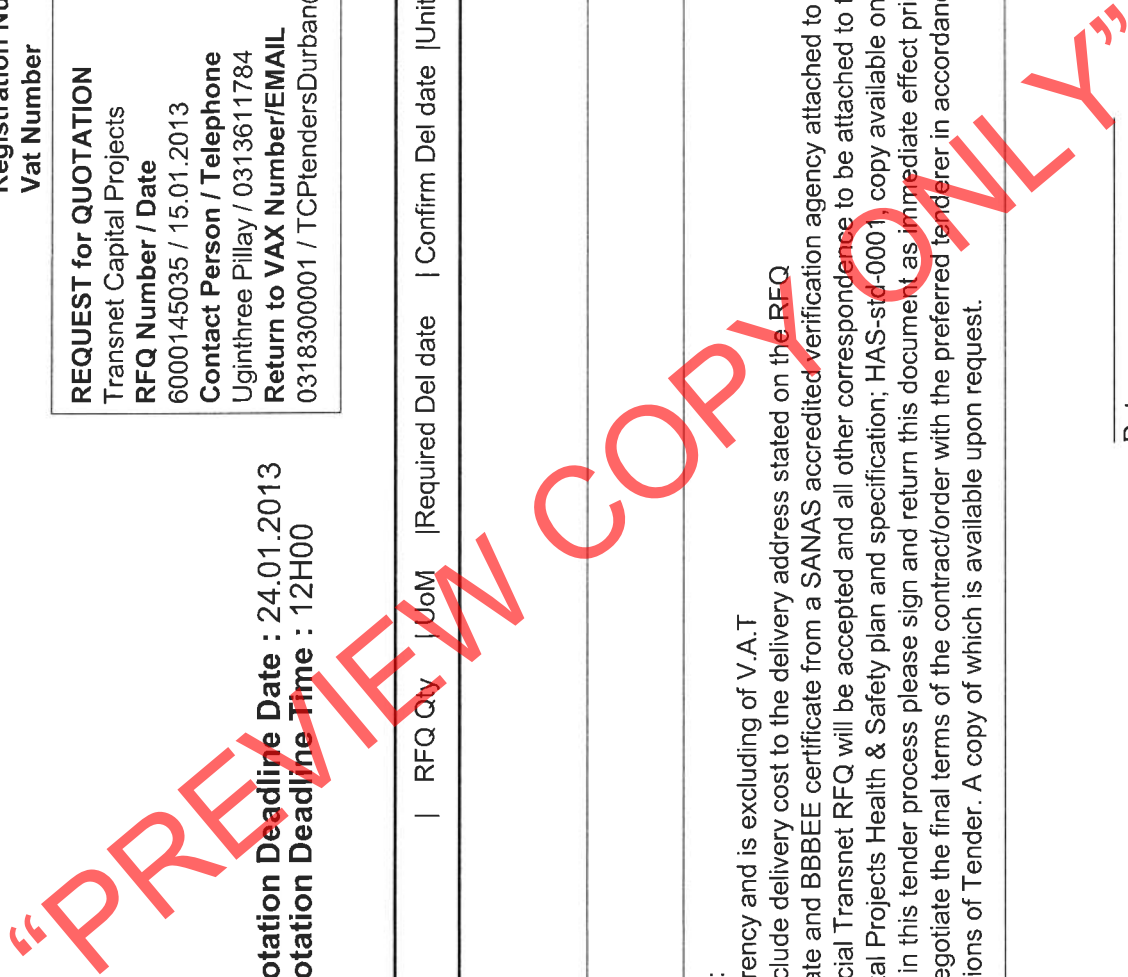 Registration Nu
Vat Number
REQUEST for QUOTATION
Transnet Capital Projects
RFQ Number / Date
6000145035 / 15.01.2013
Contact Person / Telephone
Uginthree Pillay / 0313611784
Return to VAX Number/EMAIL
0318300001 / TCPtendersDurban
otation Deadline Date : 24.01.2013
otation Deadline Time : 12H00
| RFQ Qty | UoM |Required Del date | Confirm Del date |Unit
:
rency and is excluding of V.A.T
clude delivery cost to the delivery address stated on the RFQ
ate and BBBEE certificate from a SANAS accredited verification agency attached to
cial Transnet RFQ will be accepted and all other correspondence to be attached to t
tal Projects Health & Safety plan and specification; HAS-std-0001, copy available on
in this tender process please sign and return this document as immediate effect pri
egotiate the final terms of the contract/order with the preferred tenderer in accordanc
ions of Tender. A copy of which is available upon request.
“PREVIEW COPY ONLY”